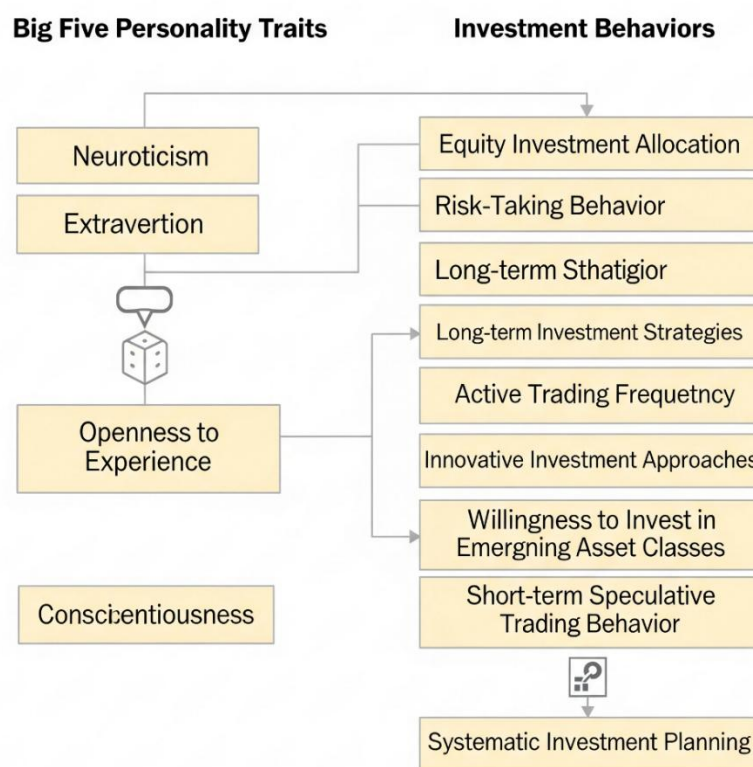 Big Five Personality Traits
Investment Behaviors
Neuroticism
Extravertion
Openness to
Experience
Conscientiousness
Equity Investment Allocation
Risk-Taking Behavior
Long-term Sthatigior
Long-term Investment Strategies
Active Trading Frequetncy
Innovative Investment Approaches
Willingness to Invest in
Emergning Asset Classes
Short-term Speculative
Trading Behavior
Systematic Investment Planning